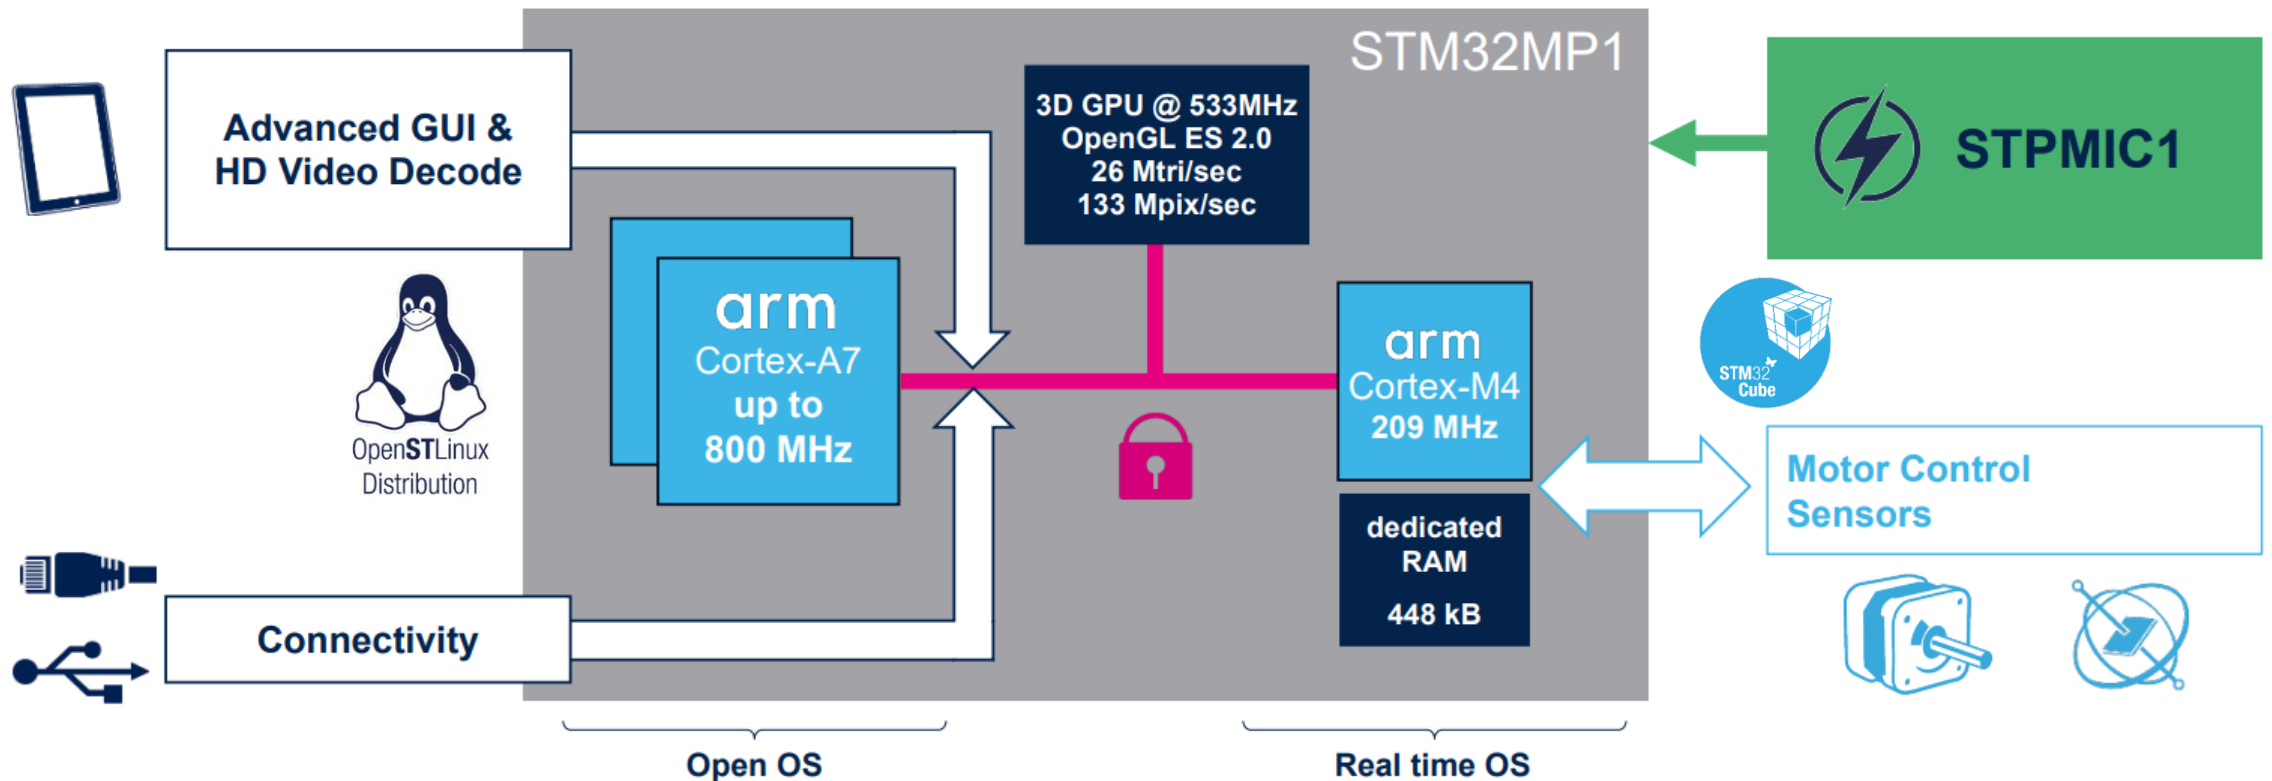 STM32MP1
Advanced GUI &
HD Video Decode
3D GPU @ 533MHz
OpenGL ES 2.0
26 Mtri/sec
133 Mpix/sec
STPMIC1
arm
Cortex-A7
up to
800 MHz
arm
Cortex-M4
209 MHz
STM32
Cube
OpenSTLinux
Distribution
Motor Control
Sensors
dedicated
RAM
448 kB
Connectivity
Open OS
Real time OS